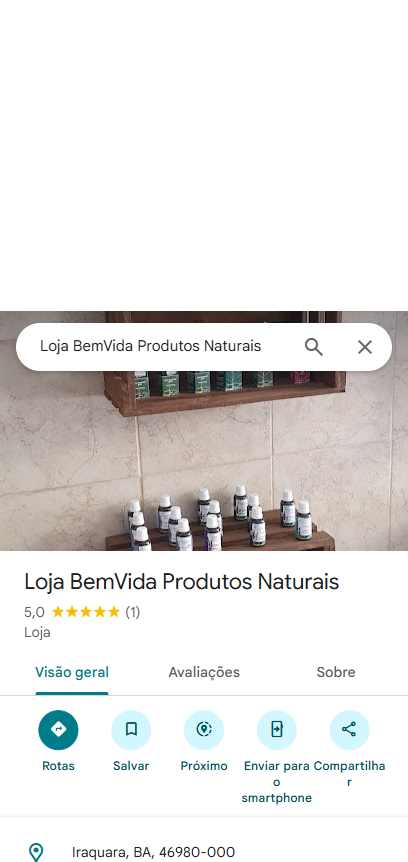 Loja BemVida Produtos Naturais
Loja BemVida Produtos Naturais
5,0 (1)
Loja
Visão geral Avaliações Sobre
Rotas Salvar Próximo Enviar para o smartphone Compartilhar
Iraquara, BA, 46980-000